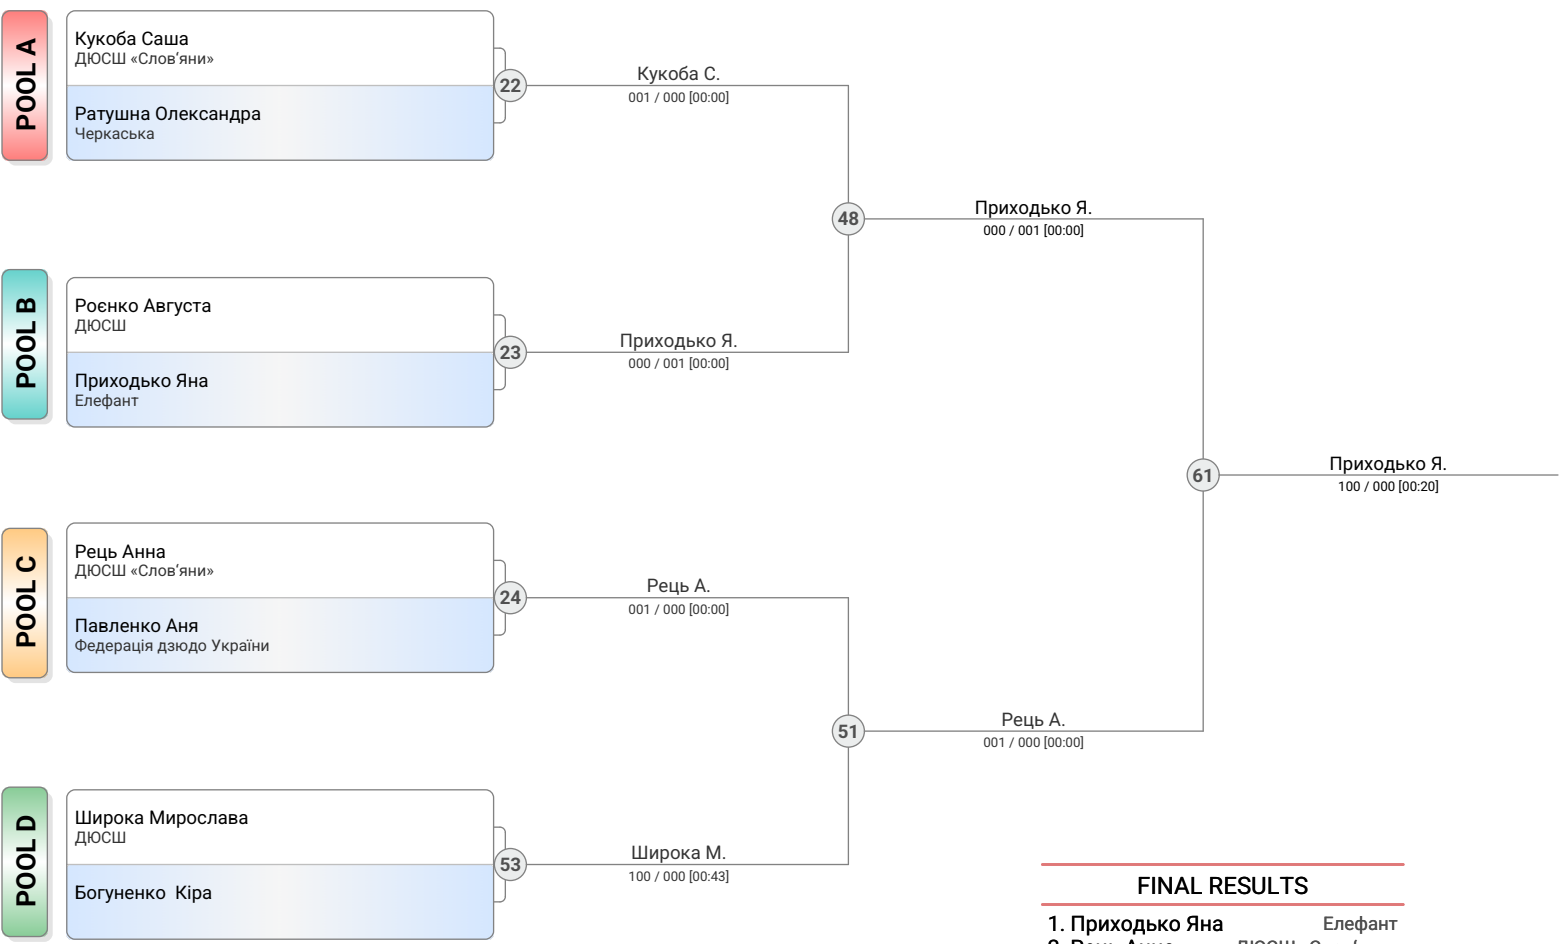 POOL A
Кукоба Саша
ДЮСШ «Слов'яни»
Ратушна Олександра
Черкаська
22
Кукоба С.
001 / 000 [00:00]
48
Приходько Я.
000 / 001 [00:00]
POOL B
Роєнко Августа
ДЮСШ
Приходько Яна
Елефант
23
Приходько Я.
000 / 001 [00:00]
61
Приходько Я.
100 / 000 [00:20]
POOL C
Рець Анна
ДЮСШ «Слов'яни»
Павленко Аня
Федерація дзюдо України
24
Рець А.
001 / 000 [00:00]
51
Рець А.
001 / 000 [00:00]
POOL D
Широка Мирослава
ДЮСШ
Богуненко Кіра
53
Широка М.
100 / 000 [00:43]
FINAL RESULTS
1. Приходько Яна Елефант